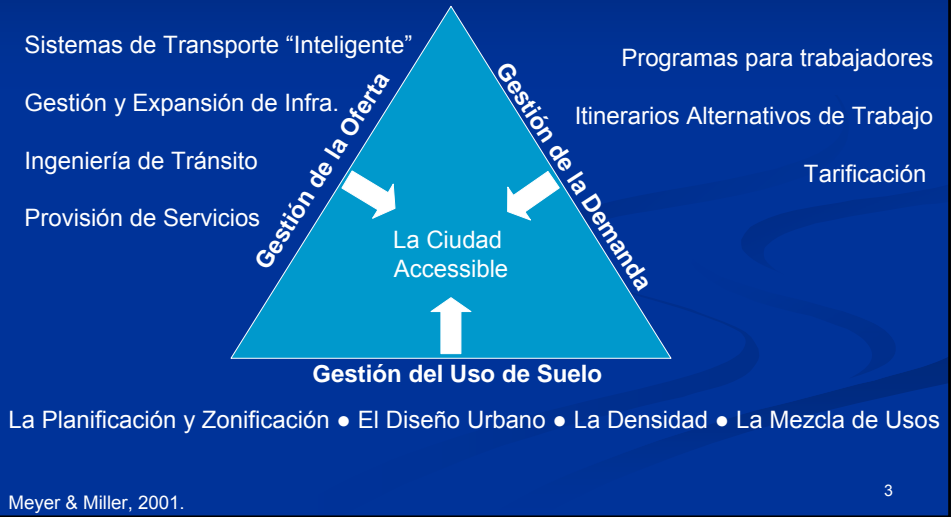 Sistemas de Transporte “Inteligente”
Gestión y Expansión de Infra.
Ingeniería de Tránsito
Provisión de Servicios
Gestión de la Oferta
Gestión de la Demanda
Programas para trabajadores
Itinerarios Alternativos de Trabajo
Tarificación
La Ciudad
Accessible
Gestión del Uso de Suelo
La Planificación y Zonificación ● El Diseño Urbano ● La Densidad ● La Mezcla de Usos
Meyer & Miller, 2001.
3